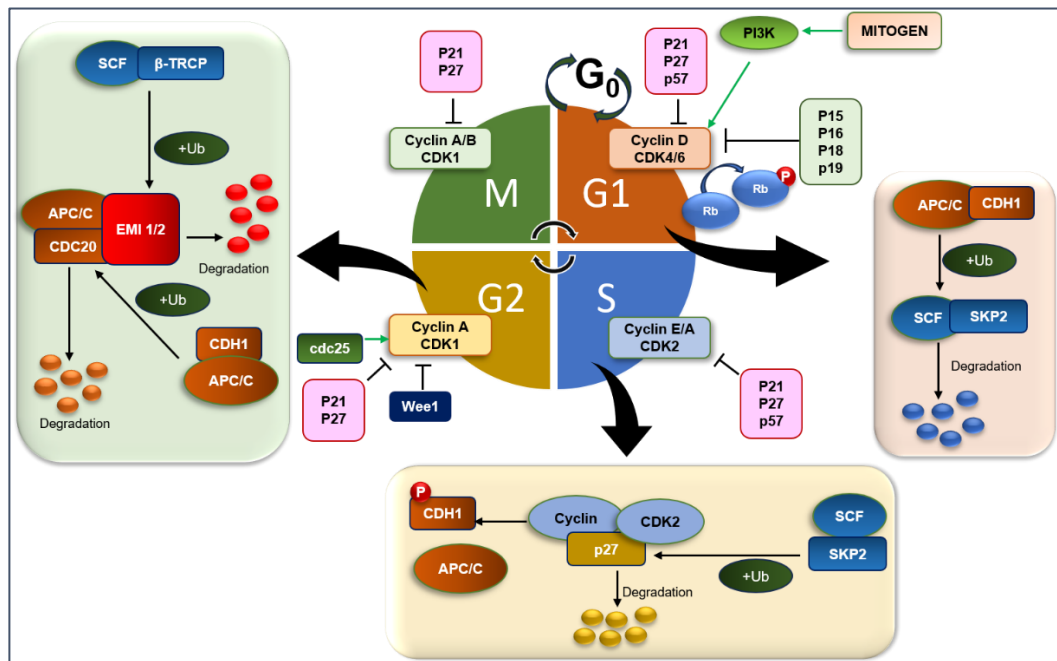 SCF
β-TRCP
+Ub
APC/C
CDC20
EMI 1/2
Degradation
+Ub
CDH1
APC/C
Degradation
P21
P27
Cyclin A/B
CDK1
M
G0
P21
P27
p57
Cyclin D
CDK4/6
G1
PI3K
MITOGEN
P15
P16
P18
p19
Rb
Rb
P
G2
Cyclin A
CDK1
cdc25
P21
P27
Wee1
S
Cyclin E/A
CDK2
P21
P27
p57
APC/C
CDH1
+Ub
SCF
SKP2
Degradation
P
CDH1
APC/C
Cyclin
CDK2
p27
Degradation
+Ub
SCF
SKP2